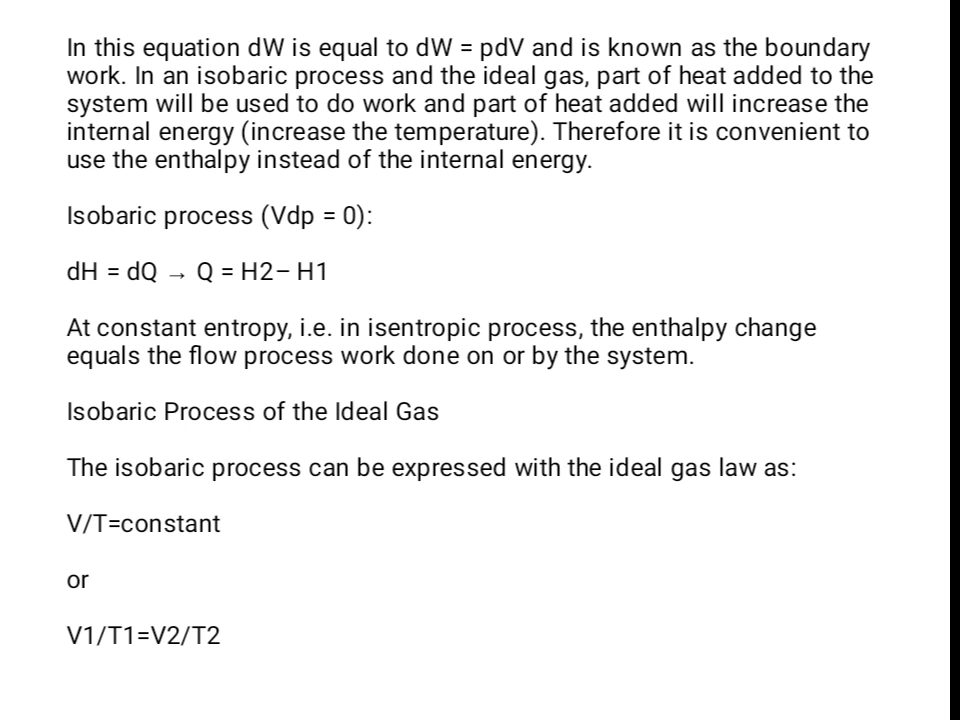 In this equation dW is equal to dW = pdV and is known as the boundary
work. In an isobaric process and the ideal gas, part of heat added to the
system will be used to do work and part of heat added will increase the
internal energy (increase the temperature). Therefore it is convenient to
use the enthalpy instead of the internal energy.
Isobaric process (Vdp = 0):
dH = dQ → Q = H2– H1
At constant entropy, i.e. in isentropic process, the enthalpy change
equals the flow process work done on or by the system.
Isobaric Process of the Ideal Gas
The isobaric process can be expressed with the ideal gas law as:
V/T=constant
or
V1/T1=V2/T2